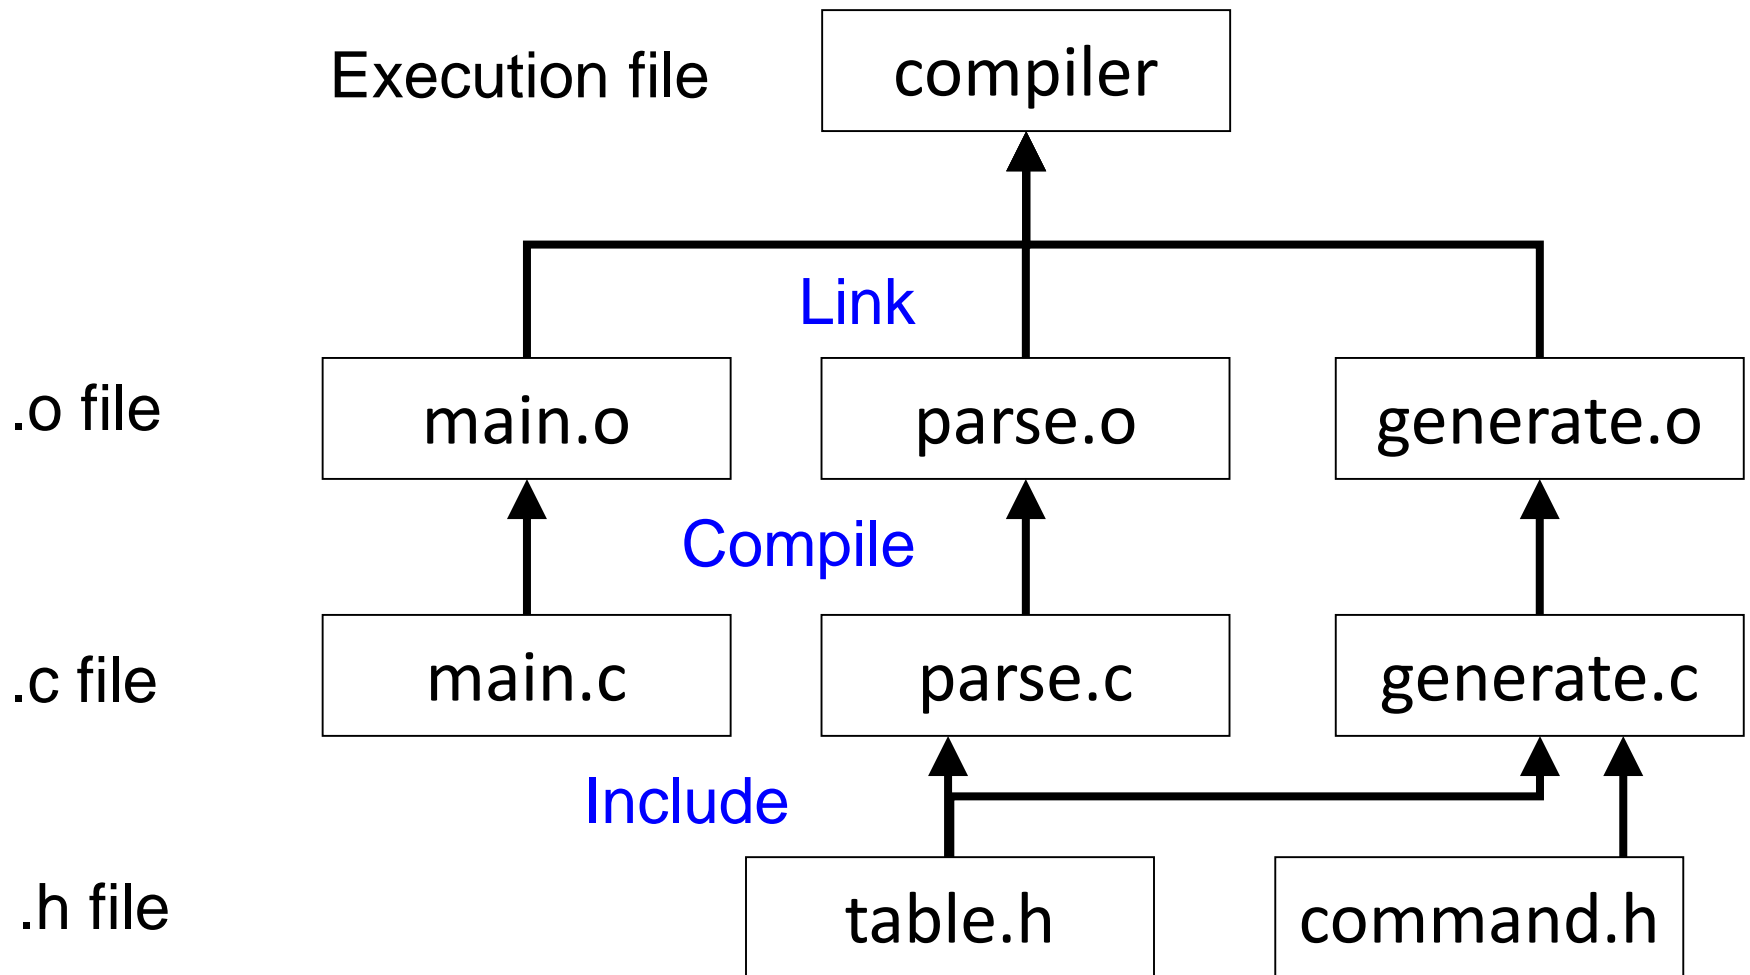 Execution file
compiler
Link
.o file
main.o
parse.o
generate.o
Compile
.c file
main.c
parse.c
generate.c
Include
.h file
table.h
command.h